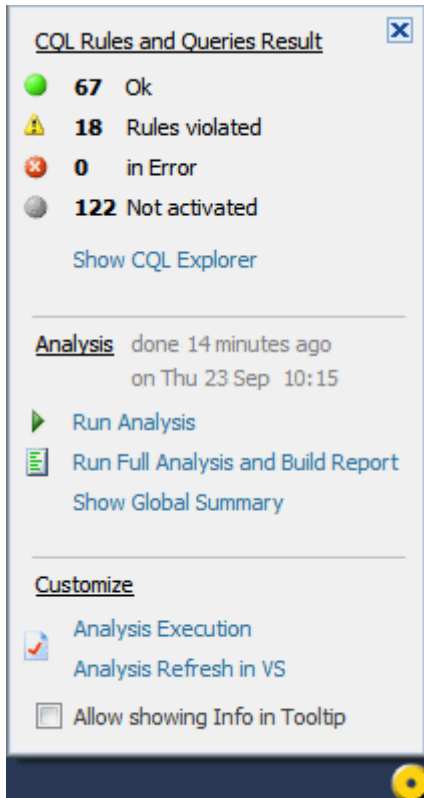 CQL Rules and Queries Result
67 Ok
18 Rules violated
0 in Error
122 Not activated
Show CQL Explorer
Analysis done 14 minutes ago
on Thu 23 Sep 10:15
Run Analysis
Run Full Analysis and Build Report
Show Global Summary
Customize
Analysis Execution
Analysis Refresh in VS
Allow showing Info in Tooltip